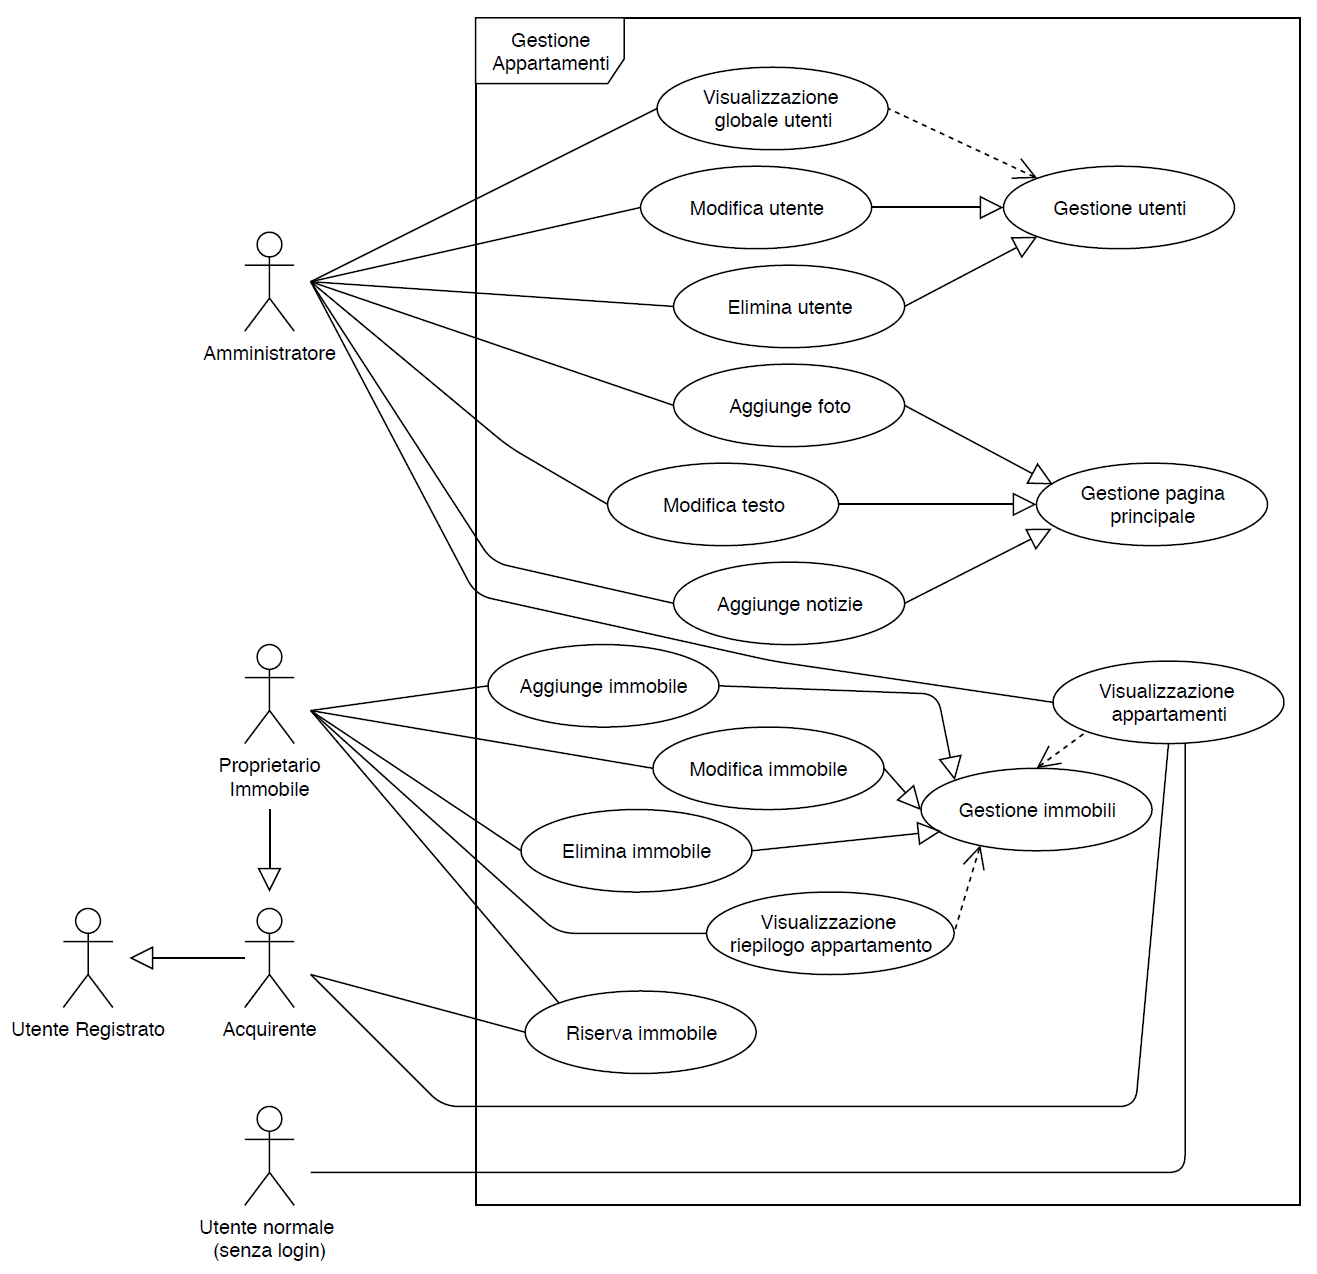 Gestione
Appartamenti
Visualizzazione
globale utenti
Modifica utente
Gestione utenti
Elimina utente
Amministratore
Aggiunge foto
Modifica testo
Gestione pagina
principale
Aggiunge notizie
Aggiunge immobile
Visualizzazione
appartamenti
Proprietario
Immobile
Modifica immobile
Gestione immobili
Elimina immobile
Visualizzazione
riepilogo appartamento
Utente Registrato
Acquirente
Riserva immobile
Utente normale
(senza login)